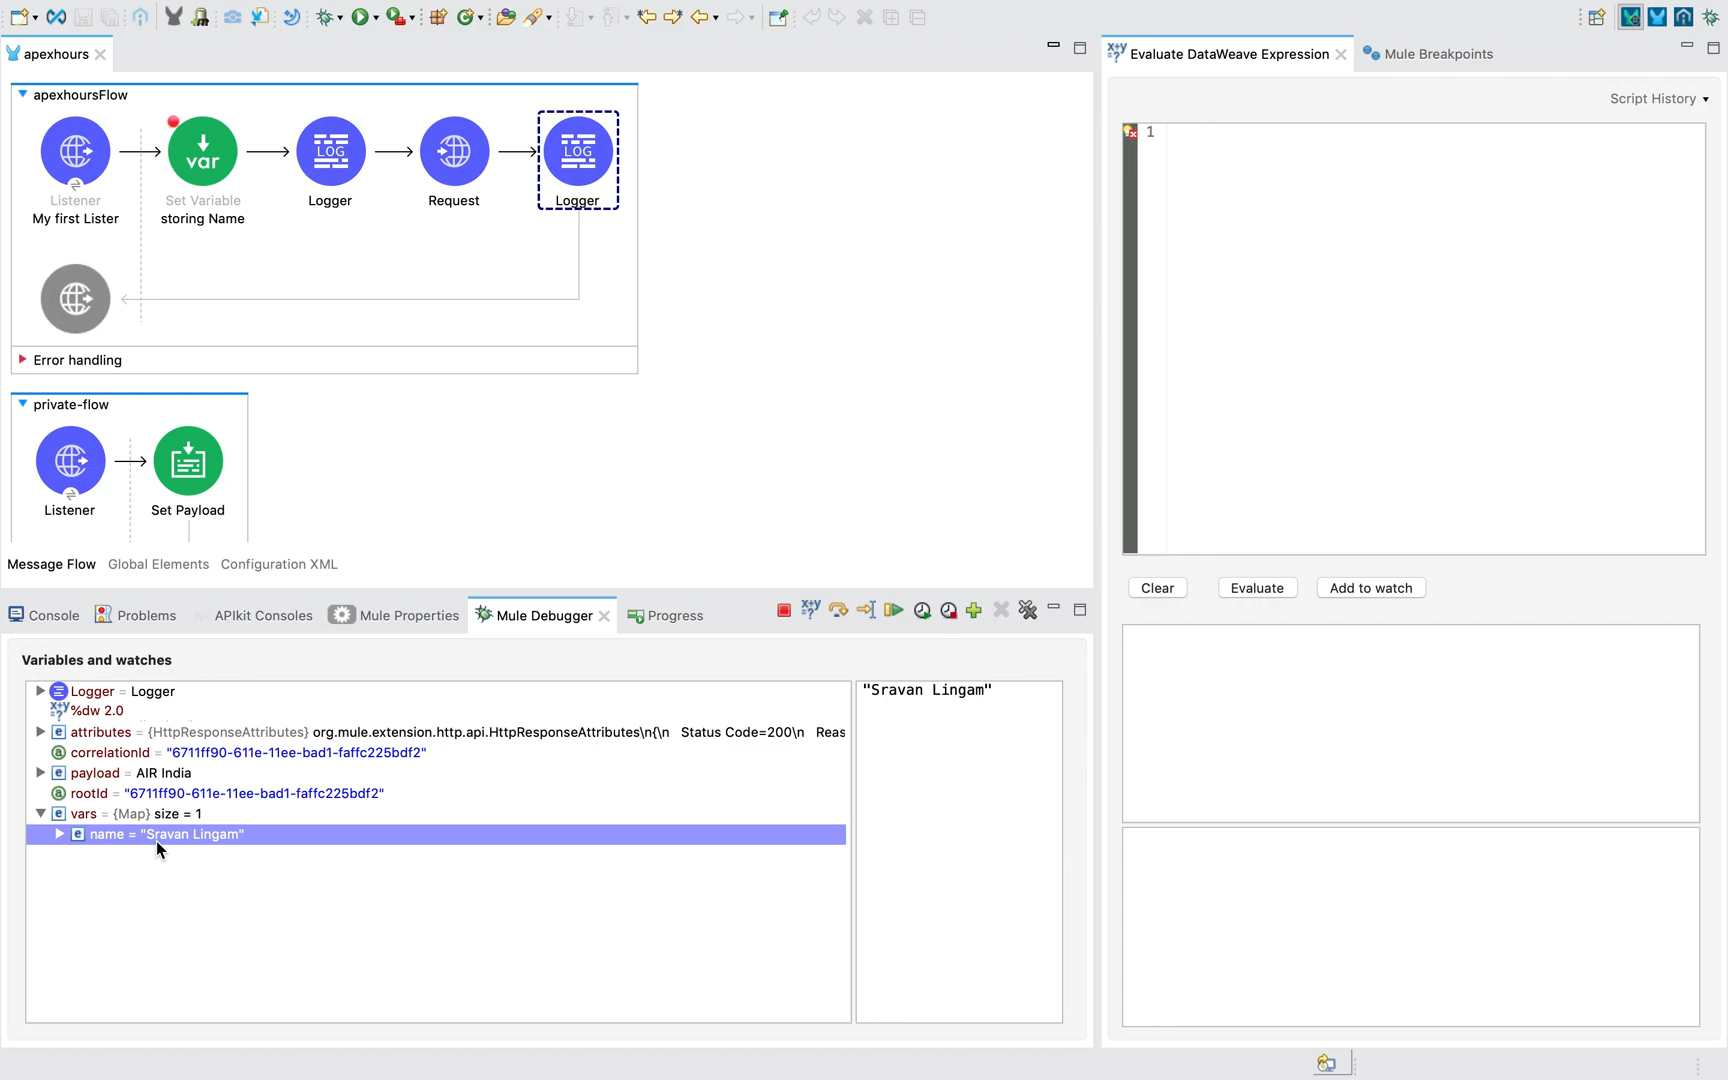 apexhours
Evaluate DataWeave Expression
Mule Breakpoints
Script History
apexhoursFlow
var
LOG
LOG
Listener
My first Lister
Set Variable
storing Name
Logger
Request
Logger
Error handling
private-flow
Listener
Set Payload
Message Flow
Global Elements
Configuration XML
1
Clear
Evaluate
Add to watch
Console
Problems
APIkit Consoles
Mule Properties
Mule Debugger
Progress
Variables and watches
Logger = Logger
%dw 2.0
attributes = {HttpResponseAttributes} org.mule.extension.http.api.HttpResponseAttributes\n{\n   Status Code=200\n   Reas
correlationId = "6711ff90-611e-11ee-bad1-faffc225bdf2"
payload = AIR India
rootId = "6711ff90-611e-11ee-bad1-faffc225bdf2"
vars = {Map} size = 1
name = "Sravan Lingam"
"Sravan Lingam"